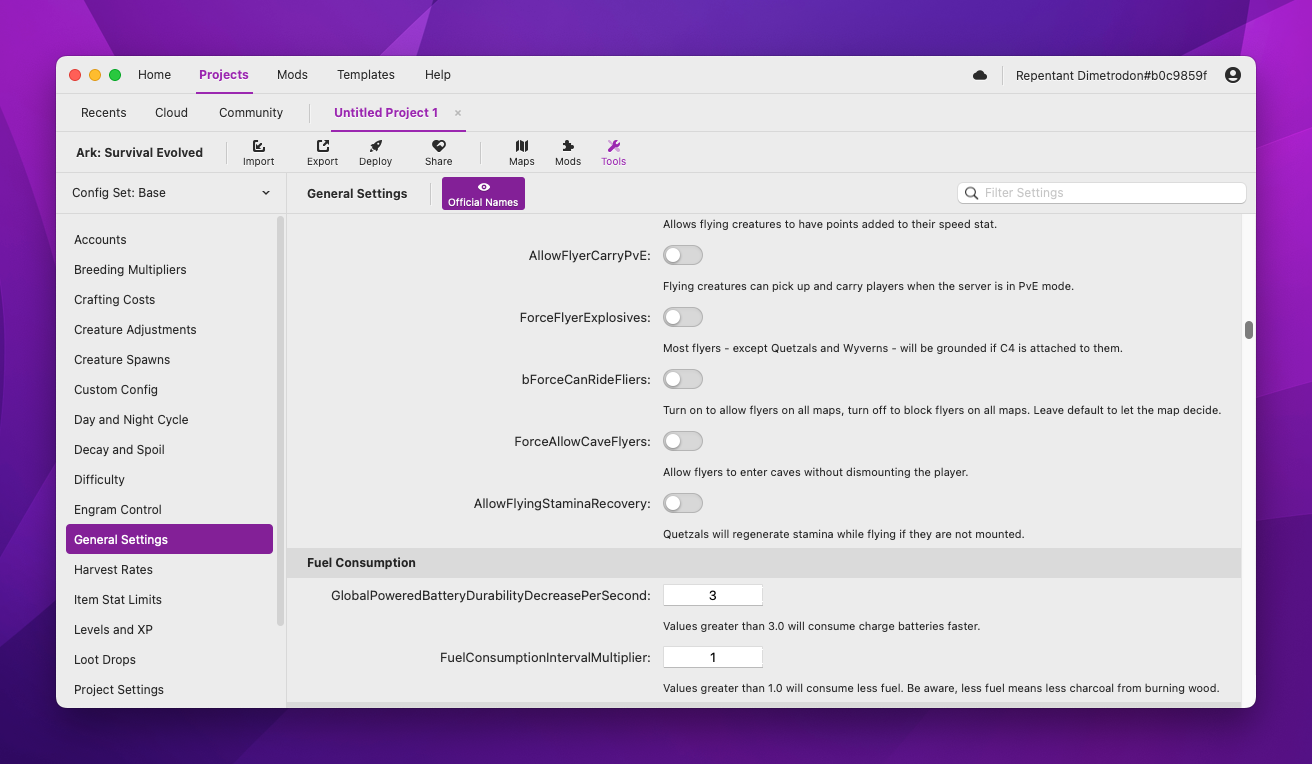 Home
Projects
Mods
Templates
Help
Repentant Dimetrodon#b0c9859f
Recents
Cloud
Community
Untitled Project 1
×
Ark: Survival Evolved
Import
Export
Deploy
Share
Maps
Mods
Tools
Config Set: Base
General Settings
Official Names
Filter Settings
Accounts
Breeding Multipliers
Crafting Costs
Creature Adjustments
Creature Spawns
Custom Config
Day and Night Cycle
Decay and Spoil
Difficulty
Engram Control
General Settings
Harvest Rates
Item Stat Limits
Levels and XP
Loot Drops
Project Settings
Allows flying creatures to have points added to their speed stat.
AllowFlyerCarryPvE:
Flying creatures can pick up and carry players when the server is in PvE mode.
ForceFlyerExplosives:
Most flyers - except Quetzals and Wyverns - will be grounded if C4 is attached to them.
bForceCanRideFliers:
Turn on to allow flyers on all maps, turn off to block flyers on all maps. Leave default to let the map decide.
ForceAllowCaveFlyers:
Allow flyers to enter caves without dismounting the player.
AllowFlyingStaminaRecovery:
Quetzals will regenerate stamina while flying if they are not mounted.
Fuel Consumption
GlobalPoweredBatteryDurabilityDecreasePerSecond: 3
Values greater than 3.0 will consume charge batteries faster.
FuelConsumptionIntervalMultiplier: 1
Values greater than 1.0 will consume less fuel. Be aware, less fuel means less charcoal from burning wood.